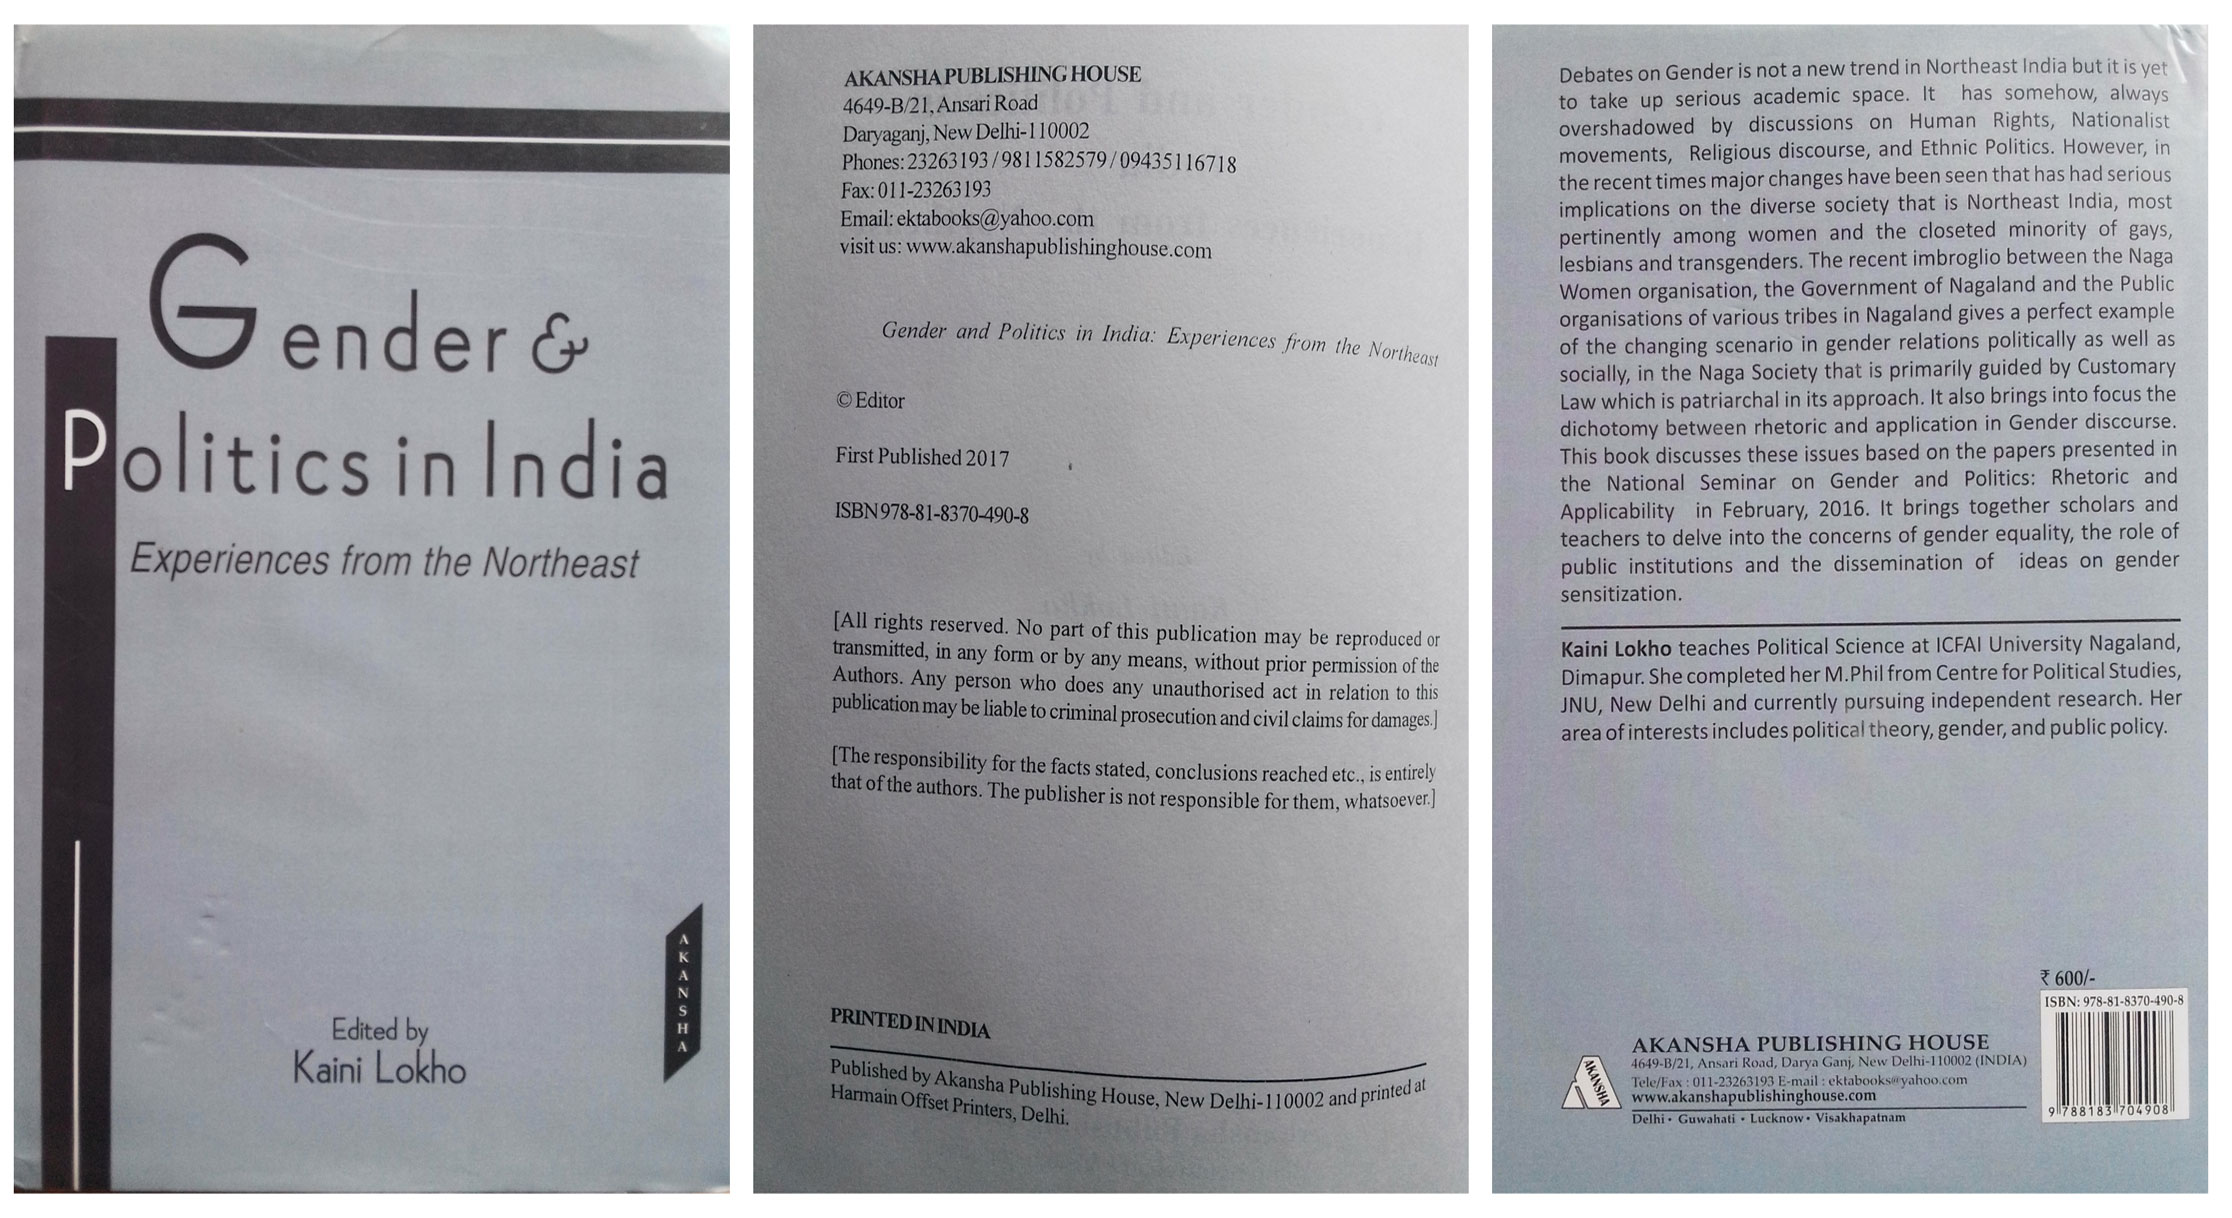 Gender &
Politics in India
Experiences from the Northeast
Edited by
Kaini Lokho
AKANSHA
AKANSHA PUBLISHING HOUSE
4649-B/21, Ansari Road
Daryaganj, New Delhi-110002
Phones: 23263193 / 9811582579 / 09435116718
Fax: 011-23263193
Email: ektabooks@yahoo.com
visit us: www.akanshapublishinghouse.com
Gender and Politics in India: Experiences from the Northeast
© Editor
First Published 2017
ISBN 978-81-8370-490-8
[All rights reserved. No part of this publication may be reproduced or
transmitted, in any form or by any means, without prior permission of the
Authors. Any person who does any unauthorised act in relation to this
publication may be liable to criminal prosecution and civil claims for damages.]
[The responsibility for the facts stated, conclusions reached etc., is entirely
that of the authors. The publisher is not responsible for them, whatsoever.]
PRINTED IN INDIA
Published by Akansha Publishing House, New Delhi-110002 and printed at
Harmain Offset Printers, Delhi.
Debates on Gender is not a new trend in Northeast India but it is yet
to take up serious academic space. It has somehow, always
overshadowed by discussions on Human Rights, Nationalist
movements, Religious discourse, and Ethnic Politics. However, in
the recent times major changes have been seen that has had serious
implications on the diverse society that is Northeast India, most
pertinently among women and the closeted minority of gays,
lesbians and transgenders. The recent imbroglio between the Naga
Women organisation, the Government of Nagaland and the Public
organisations of various tribes in Nagaland gives a perfect example
of the changing scenario in gender relations politically as well as
socially, in the Naga Society that is primarily guided by Customary
Law which is patriarchal in its approach. It also brings into focus the
dichotomy between rhetoric and application in Gender discourse.
This book discusses these issues based on the papers presented in
the National Seminar on Gender and Politics: Rhetoric and
Applicability in February, 2016. It brings together scholars and
teachers to delve into the concerns of gender equality, the role of
public institutions and the dissemination of ideas on gender
sensitization.
Kaini Lokho teaches Political Science at ICFAI University Nagaland,
Dimapur. She completed her M.Phil from Centre for Political Studies,
JNU, New Delhi and currently pursuing independent research. Her
area of interests includes political theory, gender, and public policy.
₹ 600/-
ISBN: 978-81-8370-490-8
9 788183 704908
AKANSHA
AKANSHA PUBLISHING HOUSE
4649-B/21, Ansari Road, Darya Ganj, New Delhi-110002 (INDIA)
Tele/Fax : 011-23263193 E-mail : ektabooks@yahoo.com
www.akanshapublishinghouse.com
Delhi • Guwahati • Lucknow • Visakhapatnam